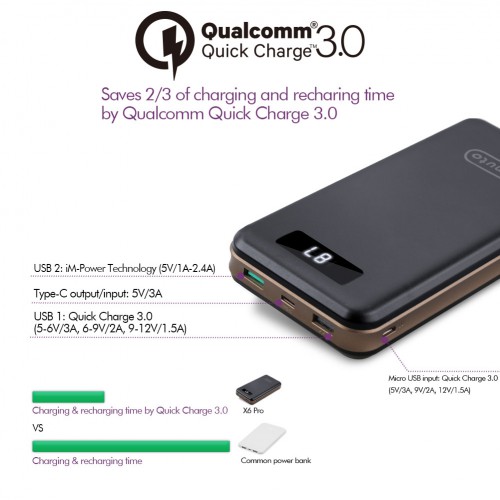 Qualcomm®
Quick Charge™ 3.0
Saves 2/3 of charging and recharing time
by Qualcomm Quick Charge 3.0
auto
L8
USB 2: iM-Power Technology (5V/1A-2.4A)
Type-C output/input: 5V/3A
USB 1: Quick Charge 3.0
(5-6V/3A, 6-9V/2A, 9-12V/1.5A)
Micro USB input: Quick Charge 3.0
(5V/3A, 9V/2A, 12V/1.5A)
Charging & recharging time by Quick Charge 3.0
X6 Pro
VS
Charging & recharging time
Common power bank